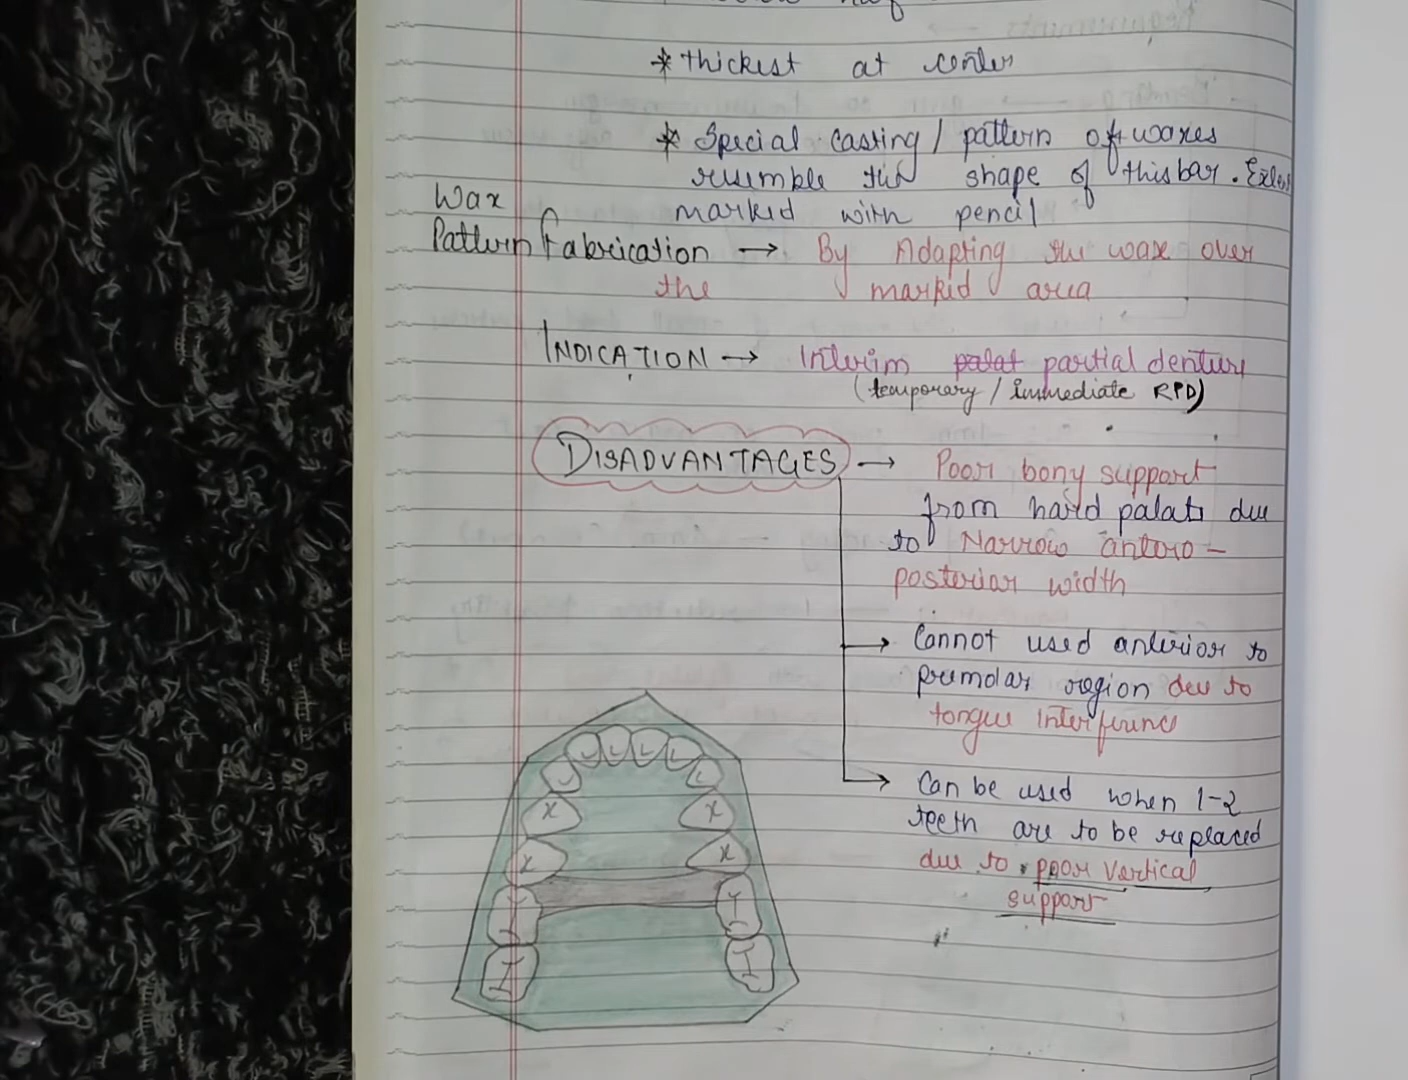 * thickest at center
* Special casting / pattern of waxes
resemble the shape of this bar. Exten
marked with pencil
Wax
Pattern Fabrication → By Adapting the wax over
the marked area
INDICATION → Interim palat partial denture
(temporary / immediate RPD)
DISADVANTAGES → Poor bony support
from hard palate due
to Narrow antero-
posterior width
→ Cannot used anterior to
premolar region due to
tongue interference
→ Can be used when 1-2
teeth are to be replaced
due to poor vertical
support
x x
x x